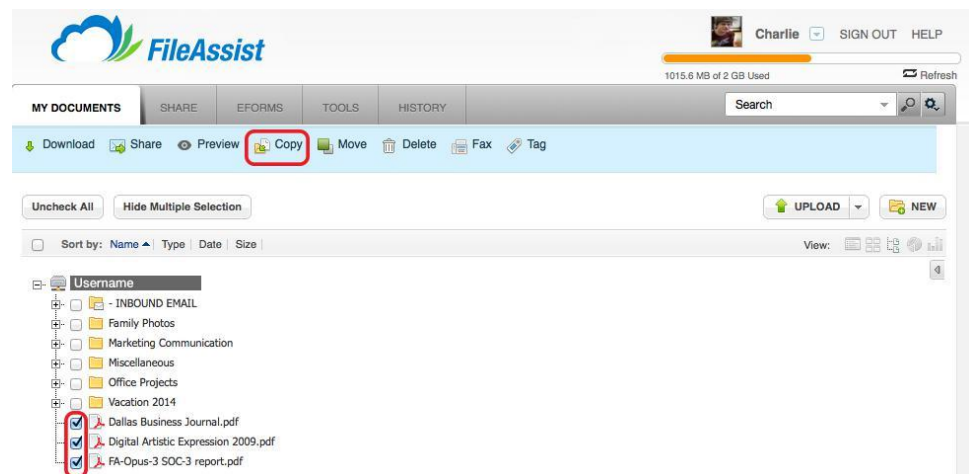 FileAssist
Charlie SIGN OUT HELP
1015.6 MB of 2 GB Used Refresh
MY DOCUMENTS SHARE EFORMS TOOLS HISTORY Search
Download Share Preview Copy Move Delete Fax Tag
Uncheck All Hide Multiple Selection UPLOAD NEW
Sort by: Name Type Date Size View:
Username
- INBOUND EMAIL
Family Photos
Marketing Communication
Miscellaneous
Office Projects
Vacation 2014
Dallas Business Journal.pdf
Digital Artistic Expression 2009.pdf
FA-Opus-3 SOC-3 report.pdf